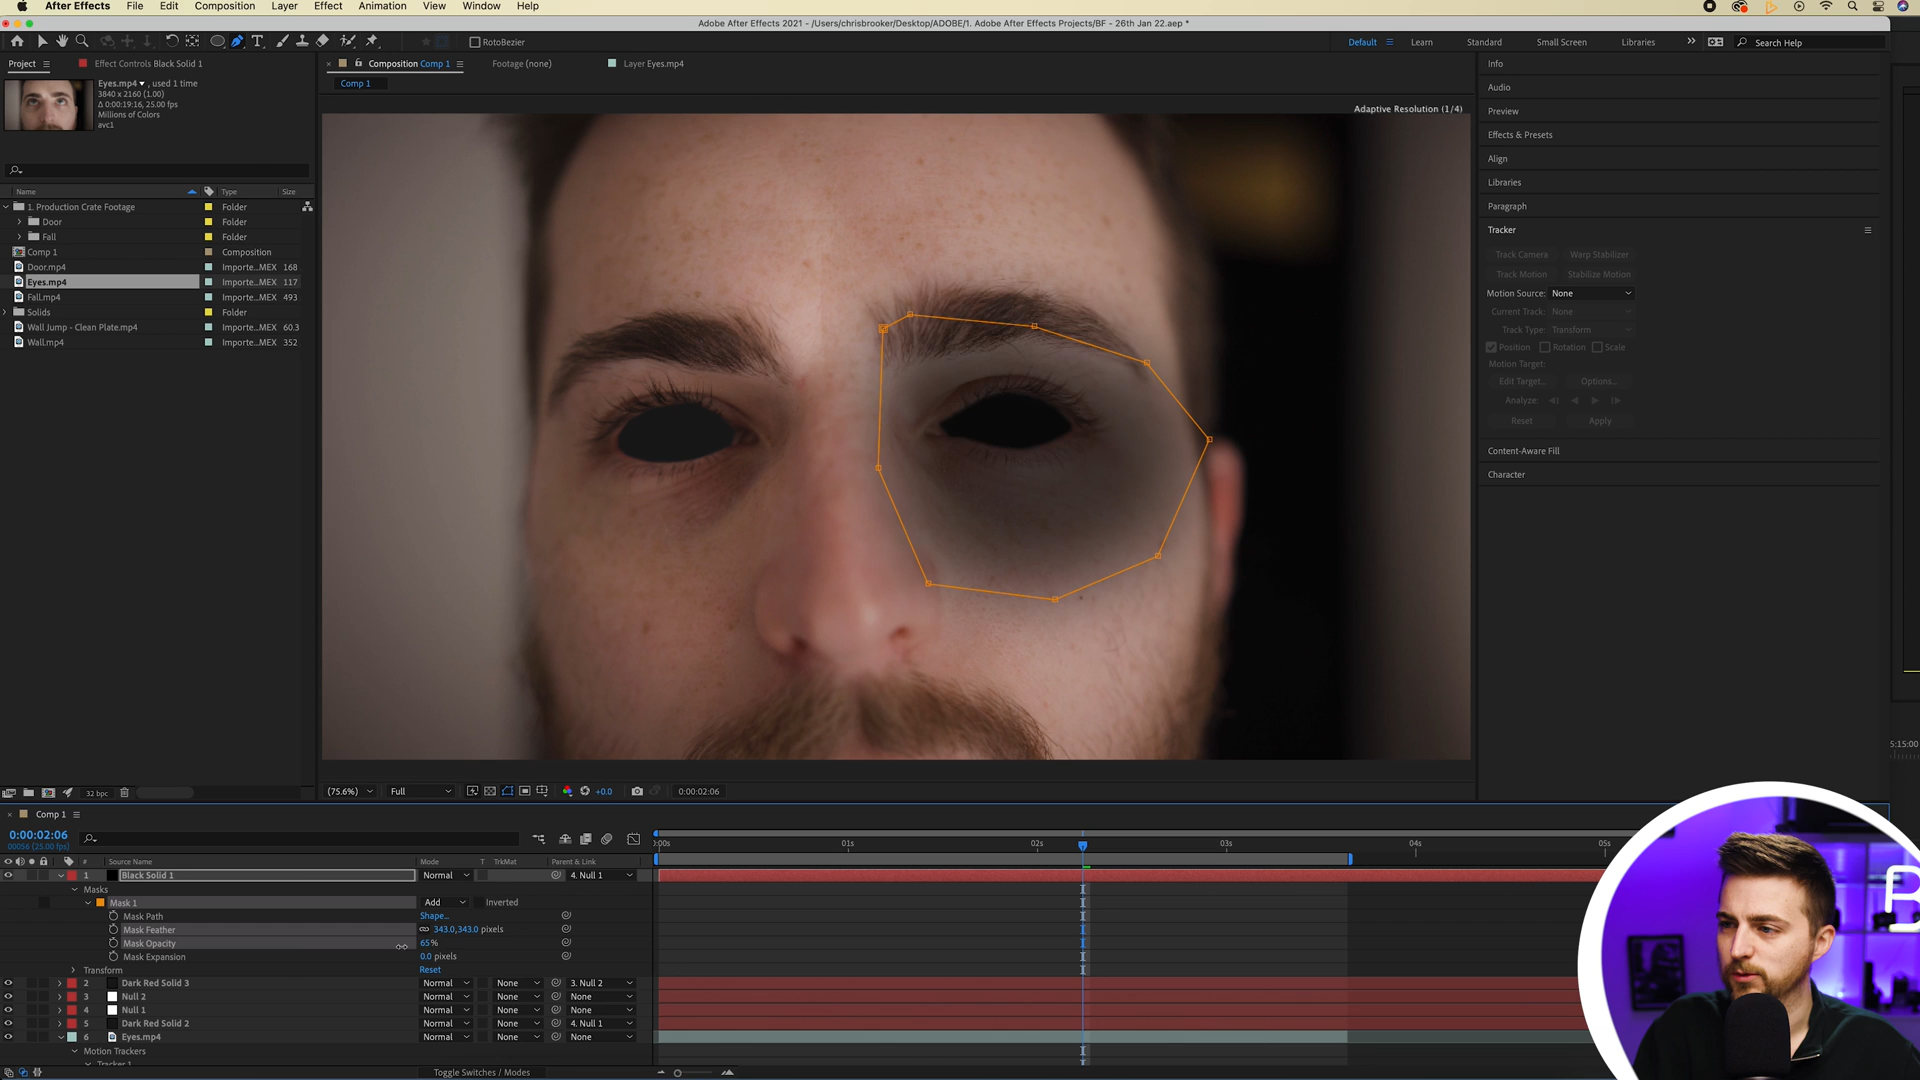 After Effects File Edit Composition Layer Effect Animation View Window Help
Adobe After Effects 2021 - /Users/chrisbrooker/Desktop/ADOBE/1. Adobe After Effects Projects/BF - 26th Jan 22.aep *
RotoBezier
Default Learn Standard Small Screen Libraries Search Help
Project Effect Controls Black Solid 1
Composition Comp 1 Footage (none) Layer Eyes.mp4
Comp 1
Eyes.mp4 , used 1 time
3840 x 2160 (1.00)
Δ 0:00:19:16, 25.00 fps
Millions of Colors
avc1
Adaptive Resolution (1/4)
Name Type Size
1. Production Crate Footage Folder
Door Folder
Fall Folder
Comp 1 Composition
Door.mp4 Importe...MEX 168
Eyes.mp4 Importe...MEX 117
Fall.mp4 Importe...MEX 493
Solids Folder
Wall Jump - Clean Plate.mp4 Importe...MEX 60.3
Wall.mp4 Importe...MEX 352
32 bpc
Info
Audio
Preview
Effects & Presets
Align
Libraries
Paragraph
Tracker
Track Camera Warp Stabilizer
Track Motion Stabilize Motion
Motion Source: None
Current Track: None
Track Type: Transform
Position Rotation Scale
Motion Target:
Edit Target... Options...
Analyze:
Reset Apply
Content-Aware Fill
Character
5:15:00
(75.6%) Full +0.0 0:00:02:06
Comp 1
0:00:02:06
00056 (25.00 fps)
:00s 01s 02s 03s 04s 05s
# Source Name Mode T TrkMat Parent & Link
1 Black Solid 1 Normal 4. Null 1
Masks
Mask 1 Add Inverted
Mask Path Shape...
Mask Feather 343.0,343.0 pixels
Mask Opacity 65%
Mask Expansion 0.0 pixels
Transform Reset
2 Dark Red Solid 3 Normal None 3. Null 2
3 Null 2 Normal None None
4 Null 1 Normal None None
5 Dark Red Solid 2 Normal None 4. Null 1
6 Eyes.mp4 Normal None None
Motion Trackers
Tracker 1
Toggle Switches / Modes